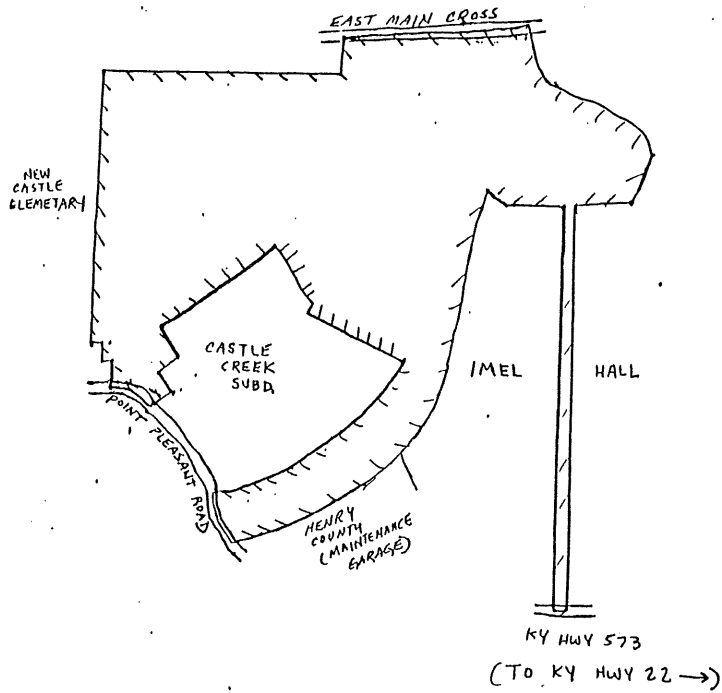 EAST MAIN CROSS
NEW
CASTLE
CLEMETARY
CASTLE
CREEK
SUBD.
IMEL
HALL
POINT PLEASANT ROAD
HENRY
COUNTY
(MAINTENANCE
GARAGE)
KY HWY 573
(TO KY HWY 22 →)